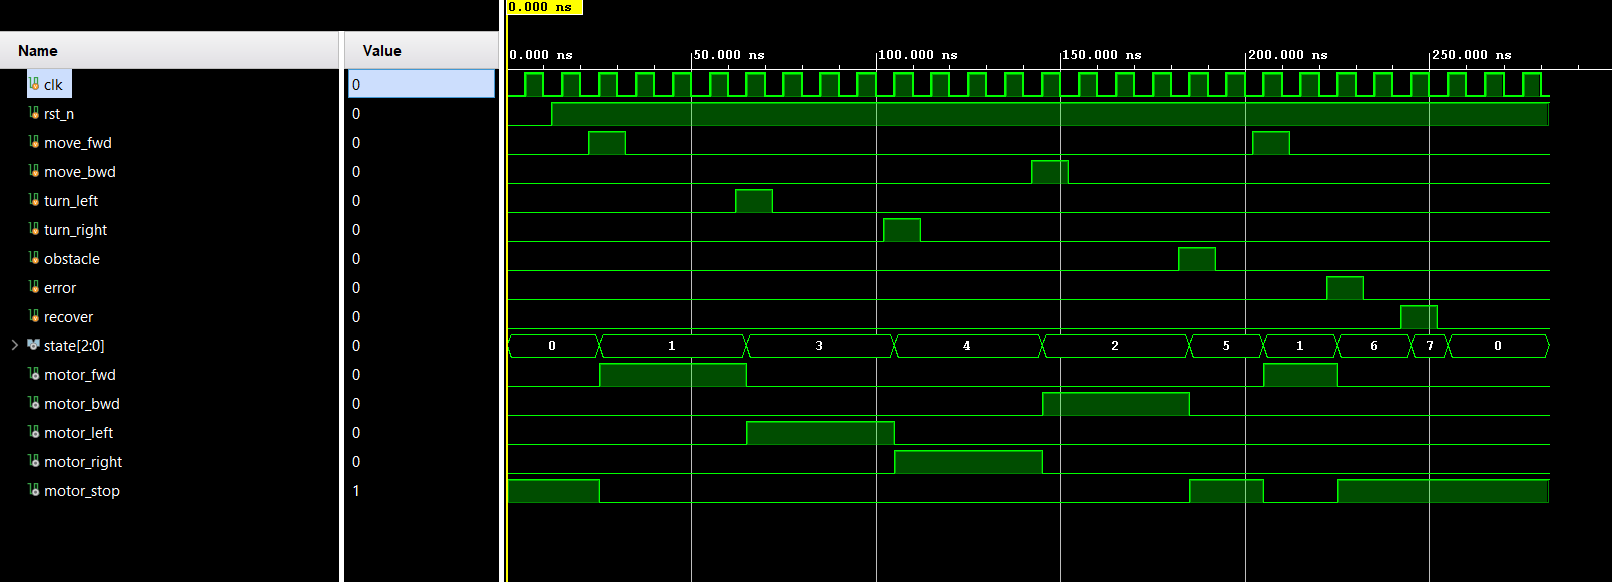 0.000 ns
Name Value
0.000 ns 50.000 ns 100.000 ns 150.000 ns 200.000 ns 250.000 ns
clk 0
rst_n 0
move_fwd 0
move_bwd 0
turn_left 0
turn_right 0
obstacle 0
error 0
recover 0
state[2:0] 0 0 1 3 4 2 5 1 6 7 0
motor_fwd 0
motor_bwd 0
motor_left 0
motor_right 0
motor_stop 1